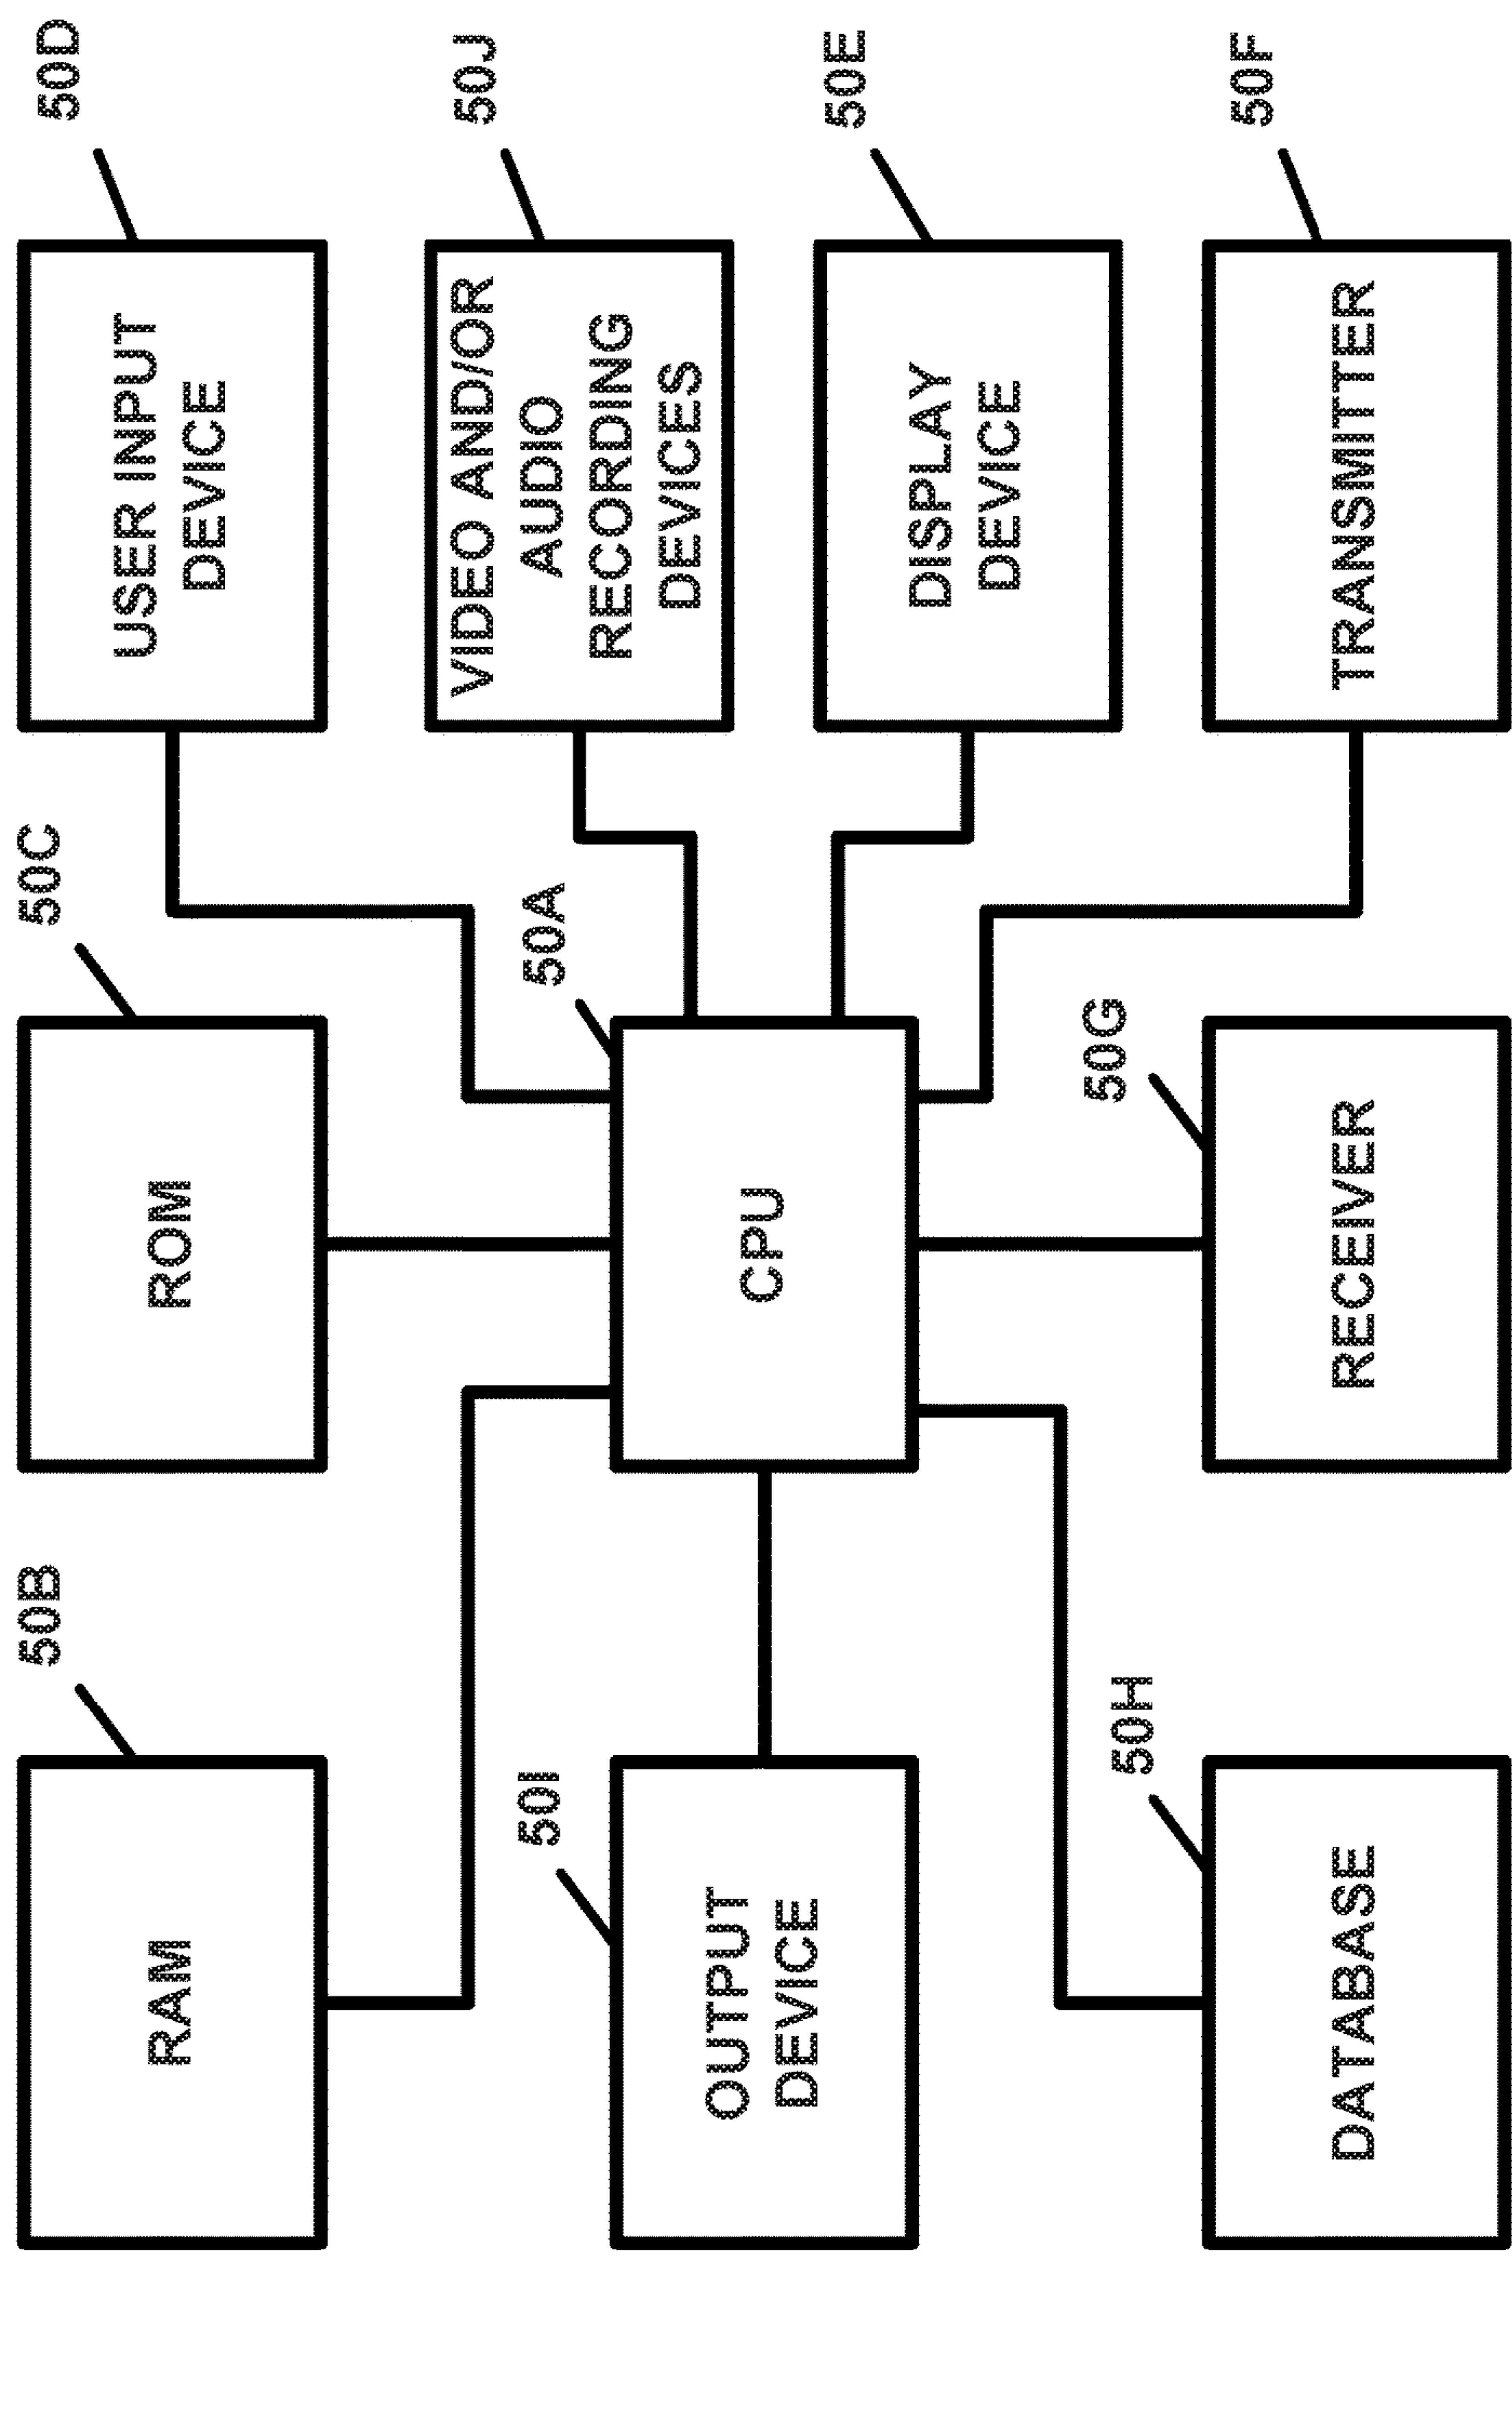 50B
RAM
50C
ROM
50D
USER INPUT
DEVICE
50J
VIDEO AND/OR
AUDIO
RECORDING
DEVICES
50I
OUTPUT
DEVICE
50A
CPU
50E
DISPLAY
DEVICE
50H
DATABASE
50G
RECEIVER
50F
TRANSMITTER